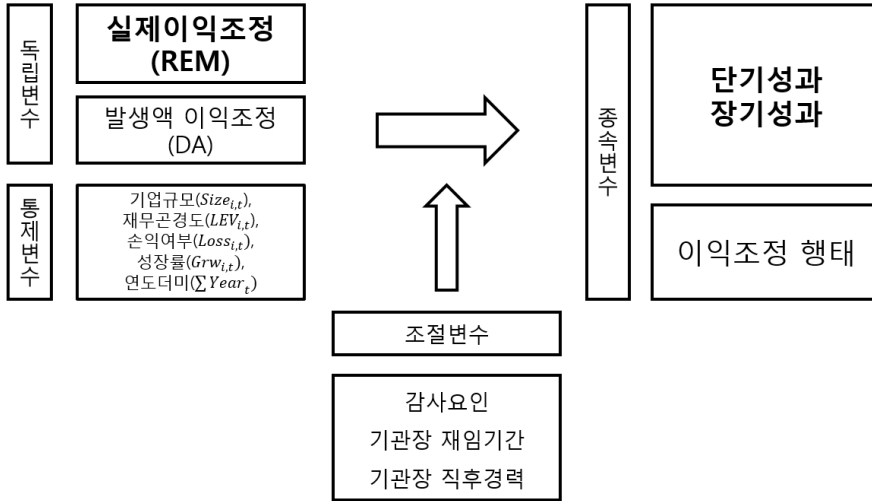 독립변수
실제이익조정
(REM)
발생액 이익조정
(DA)
통제변수
기업규모(Size_{i,t}),
재무곤경도(LEV_{i,t}),
손익여부(Loss_{i,t}),
성장률(Grw_{i,t}),
연도더미(∑Year_t)
종속변수
단기성과
장기성과
이익조정 행태
조절변수
감사요인
기관장 재임기간
기관장 직후경력